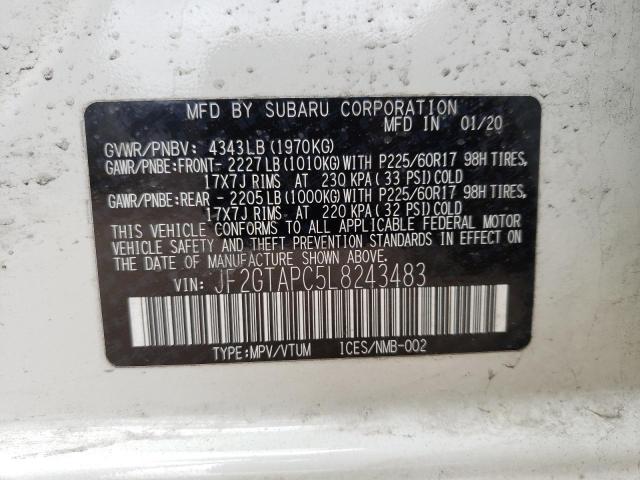 MFD BY SUBARU CORPORATION
MFD IN 01/20
GVWR/PNBV: 4343LB (1970KG)
GAWR/PNBE:FRONT- 2227LB(1010KG)WITH P225/60R17 98H TIRES,
17X7J RIMS AT 230 KPA (33 PSI)COLD
GAWR/PNBE:REAR - 2205LB(1000KG)WITH P225/60R17 98H TIRES,
17X7J RIMS AT 220 KPA (32 PSI)COLD
THIS VEHICLE CONFORMS TO ALL APPLICABLE FEDERAL MOTOR
VEHICLE SAFETY AND THEFT PREVENTION STANDARDS IN EFFECT ON
THE DATE OF MANUFACTURE SHOWN ABOVE.
VIN: JF2GTAPC5L8243483
TYPE:MPV/VTUM ICES/NMB-002